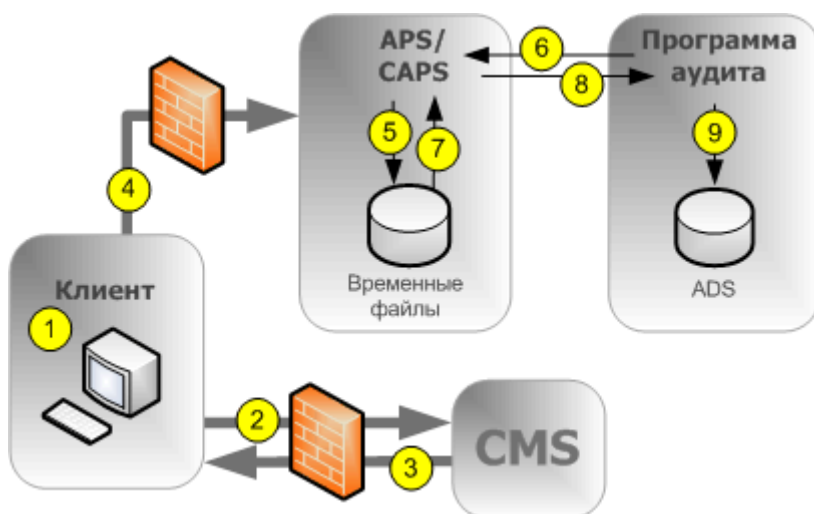 APS/
CAPS
6
8
Программа
аудита
5
7
9
4
Временные
файлы
ADS
Клиент
1
2
3
CMS